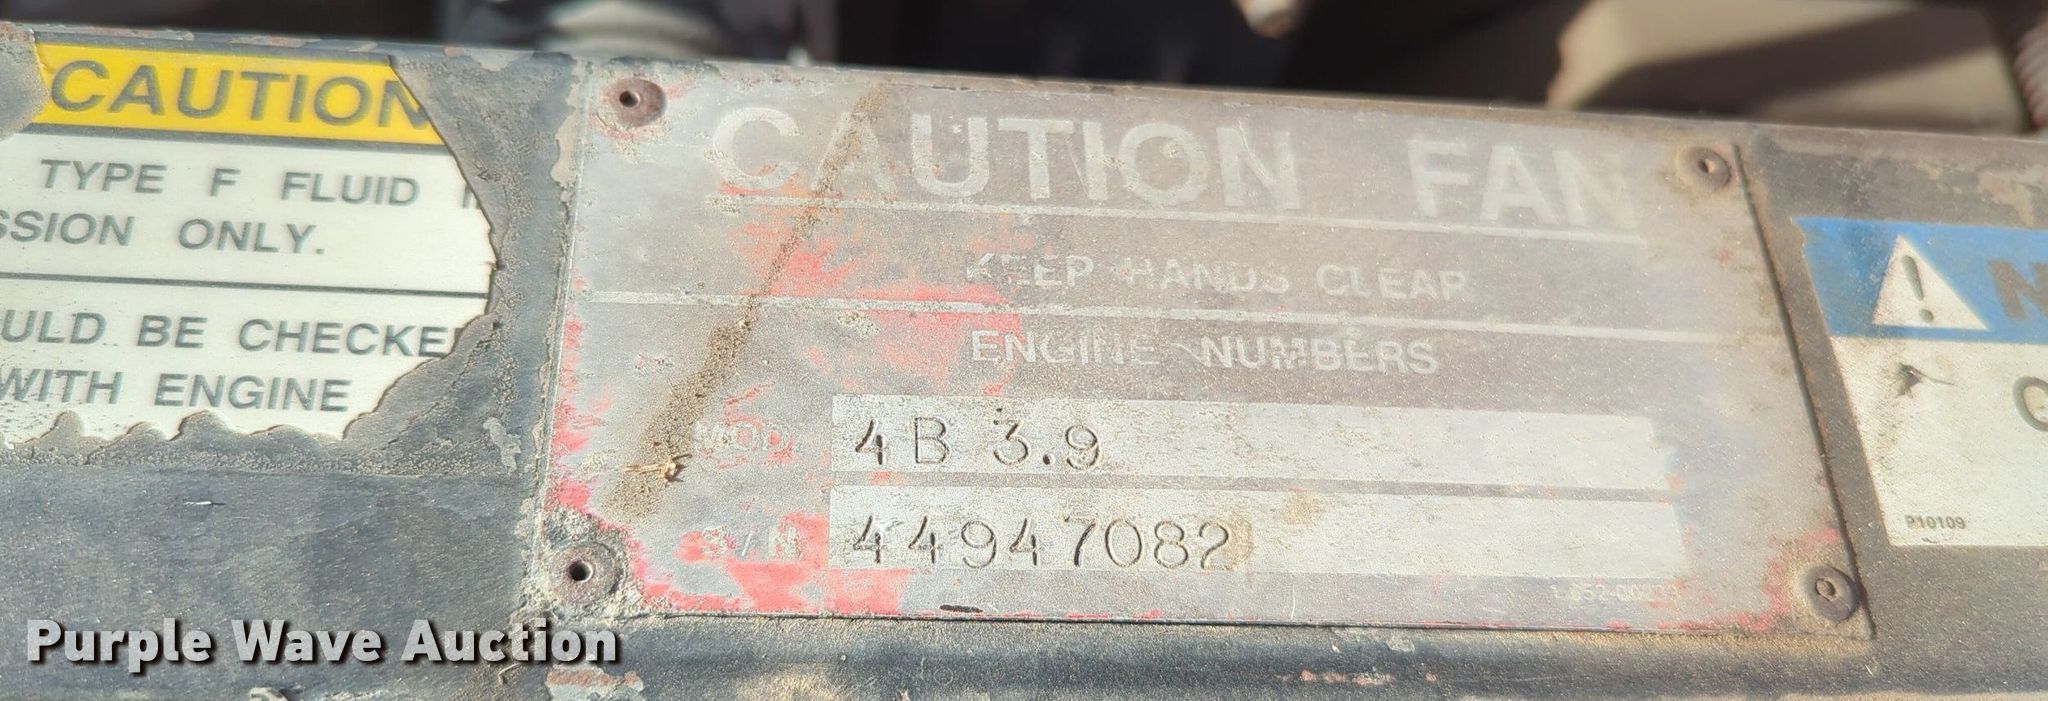 CAUTION
TYPE F FLUID
SSION ONLY.
ULD BE CHECKE
WITH ENGINE
CAUTION FAN
KEEP HANDS CLEAR
ENGINE NUMBERS
MOD. 4B 3.9
S/N 44947082
N
P10109
Purple Wave Auction